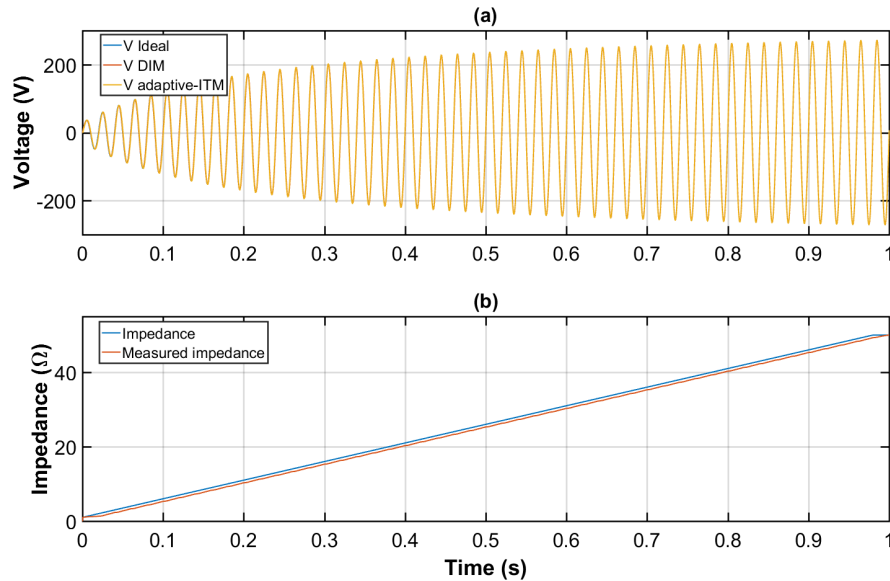 (a)
V Ideal
V DIM
V adaptive-ITM
Voltage (V)
200
0
-200
0 0.1 0.2 0.3 0.4 0.5 0.6 0.7 0.8 0.9 1
(b)
Impedance
Measured impedance
Impedance (Ω)
40
20
0
0 0.1 0.2 0.3 0.4 0.5 0.6 0.7 0.8 0.9 1
Time (s)